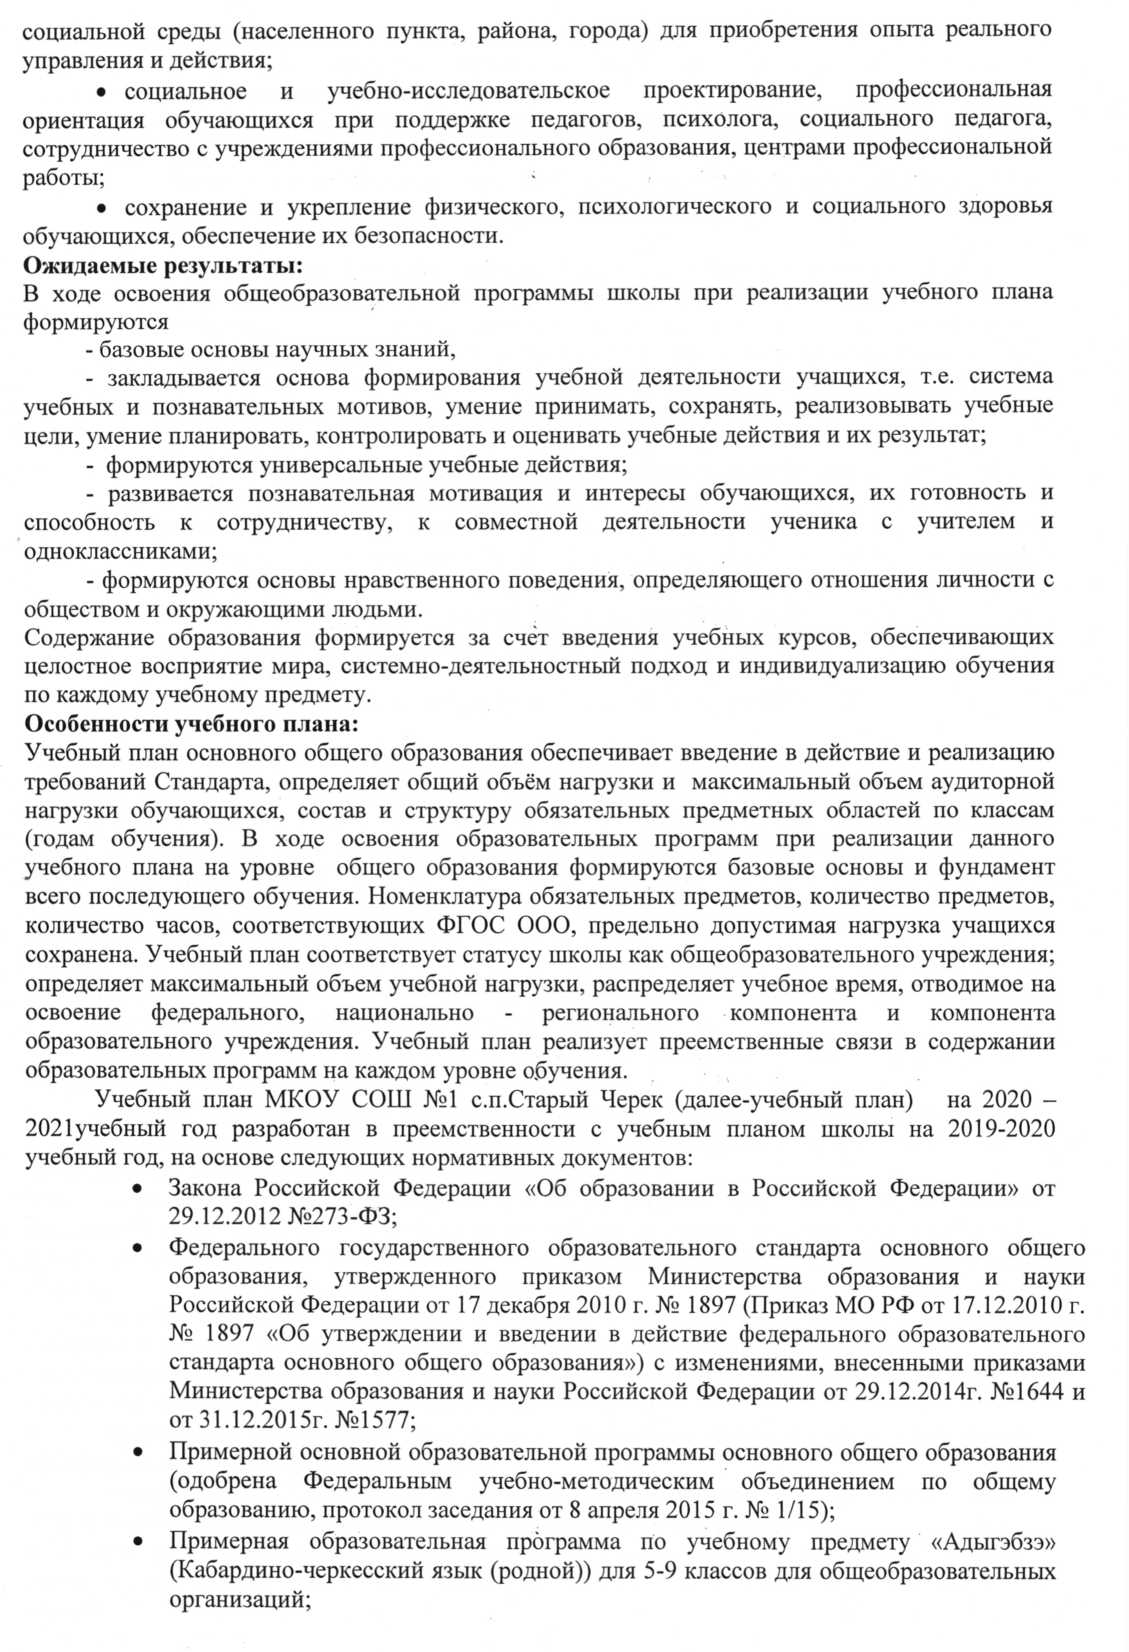 социальной среды (населенного пункта, района, города) для приобретения опыта реального
управления и действия;
• социальное и учебно-исследовательское проектирование, профессиональная
ориентация обучающихся при поддержке педагогов, психолога, социального педагога,
сотрудничество с учреждениями профессионального образования, центрами профессиональной
работы;
• сохранение и укрепление физического, психологического и социального здоровья
обучающихся, обеспечение их безопасности.
Ожидаемые результаты:
В ходе освоения общеобразовательной программы школы при реализации учебного плана
формируются
- базовые основы научных знаний,
- закладывается основа формирования учебной деятельности учащихся, т.е. система
учебных и познавательных мотивов, умение принимать, сохранять, реализовывать учебные
цели, умение планировать, контролировать и оценивать учебные действия и их результат;
- формируются универсальные учебные действия;
- развивается познавательная мотивация и интересы обучающихся, их готовность и
способность к сотрудничеству, к совместной деятельности ученика с учителем и
одноклассниками;
- формируются основы нравственного поведения, определяющего отношения личности с
обществом и окружающими людьми.
Содержание образования формируется за счёт введения учебных курсов, обеспечивающих
целостное восприятие мира, системно-деятельностный подход и индивидуализацию обучения
по каждому учебному предмету.
Особенности учебного плана:
Учебный план основного общего образования обеспечивает введение в действие и реализацию
требований Стандарта, определяет общий объём нагрузки и максимальный объем аудиторной
нагрузки обучающихся, состав и структуру обязательных предметных областей по классам
(годам обучения). В ходе освоения образовательных программ при реализации данного
учебного плана на уровне общего образования формируются базовые основы и фундамент
всего последующего обучения. Номенклатура обязательных предметов, количество предметов,
количество часов, соответствующих ФГОС ООО, предельно допустимая нагрузка учащихся
сохранена. Учебный план соответствует статусу школы как общеобразовательного учреждения;
определяет максимальный объем учебной нагрузки, распределяет учебное время, отводимое на
освоение федерального, национально - регионального компонента и компонента
образовательного учреждения. Учебный план реализует преемственные связи в содержании
образовательных программ на каждом уровне обучения.
Учебный план МКОУ СОШ №1 с.п.Старый Черек (далее-учебный план) на 2020 –
2021учебный год разработан в преемственности с учебным планом школы на 2019-2020
учебный год, на основе следующих нормативных документов:
• Закона Российской Федерации «Об образовании в Российской Федерации» от
29.12.2012 №273-ФЗ;
• Федерального государственного образовательного стандарта основного общего
образования, утвержденного приказом Министерства образования и науки
Российской Федерации от 17 декабря 2010 г. № 1897 (Приказ МО РФ от 17.12.2010 г.
№ 1897 «Об утверждении и введении в действие федерального образовательного
стандарта основного общего образования») с изменениями, внесенными приказами
Министерства образования и науки Российской Федерации от 29.12.2014г. №1644 и
от 31.12.2015г. №1577;
• Примерной основной образовательной программы основного общего образования
(одобрена Федеральным учебно-методическим объединением по общему
образованию, протокол заседания от 8 апреля 2015 г. № 1/15);
• Примерная образовательная программа по учебному предмету «Адыгэбзэ»
(Кабардино-черкесский язык (родной)) для 5-9 классов для общеобразовательных
организаций;